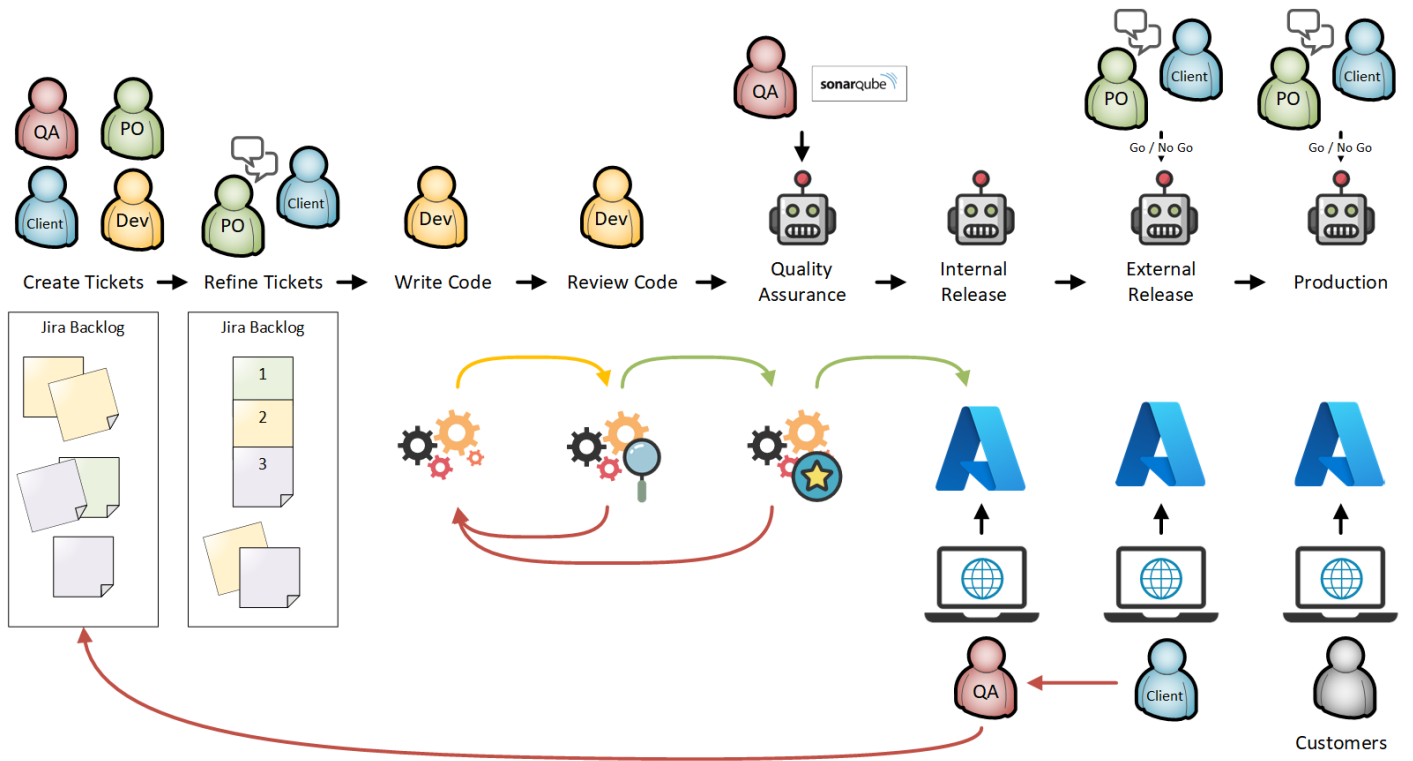 QA
PO
Client
Dev
PO
Client
Dev
Dev
QA
sonarqube
PO
Client
Go / No Go
PO
Client
Go / No Go
Create Tickets
Refine Tickets
Write Code
Review Code
Quality
Assurance
Internal
Release
External
Release
Production
Jira Backlog
Jira Backlog
1
2
3
QA
Client
Customers